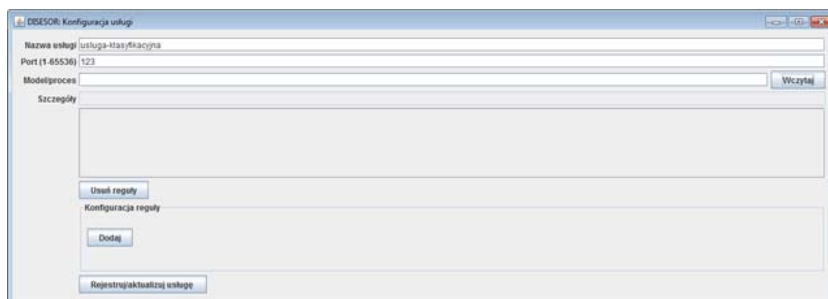 DISESOR: Konfiguracja usługi
Nazwa usługi usluga-klasyfikacyjna
Port (1-65536) 123
Model/proces Wczytaj
Szczegóły
Usuń reguły
Konfiguracja reguły
Dodaj
Rejestruj/aktualizuj usługę